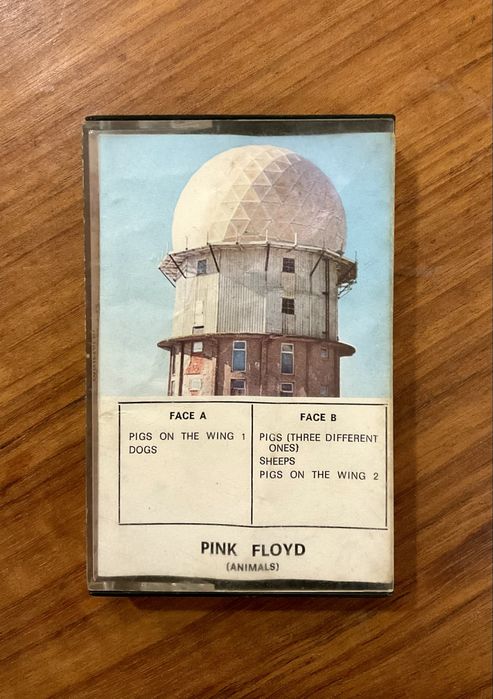 FACE A
PIGS ON THE WING 1
DOGS
FACE B
PIGS (THREE DIFFERENT
ONES)
SHEEPS
PIGS ON THE WING 2
PINK FLOYD
(ANIMALS)